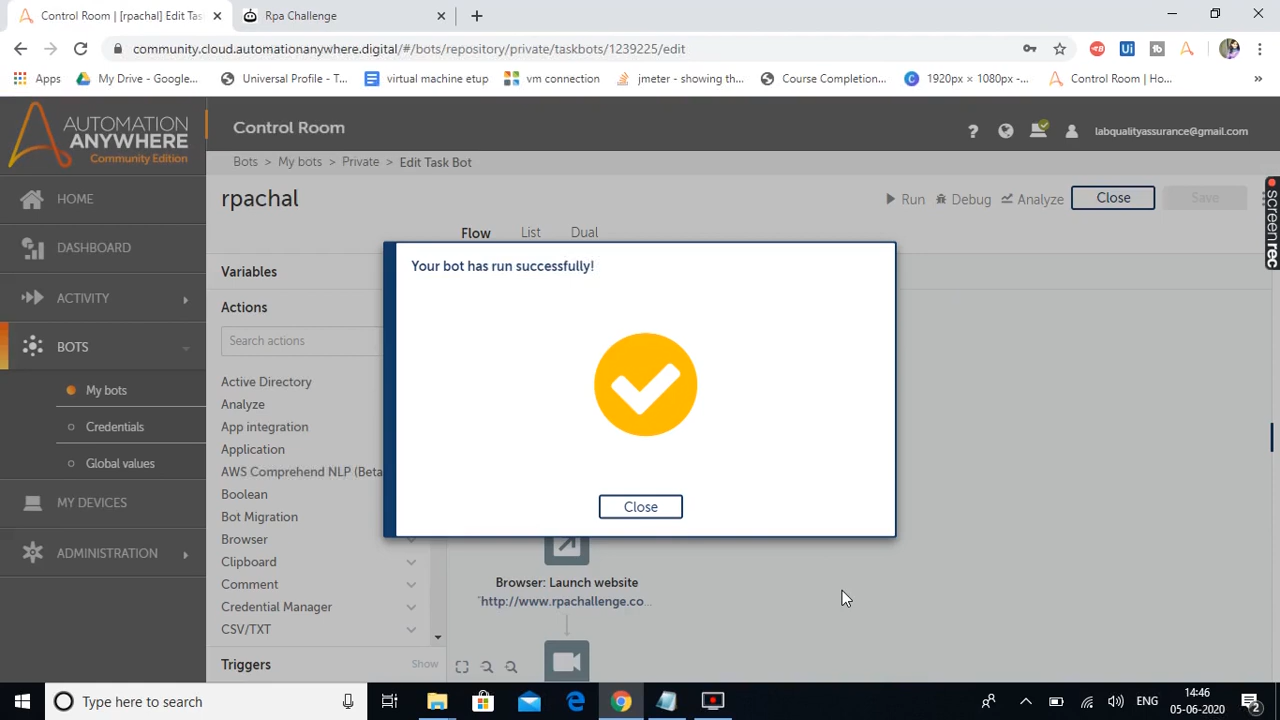 Control Room | [rpachal] Edit Tas
Rpa Challenge
community.cloud.automationanywhere.digital/#/bots/repository/private/taskbots/1239225/edit
Apps
My Drive - Google...
Universal Profile - T...
virtual machine etup
vm connection
jmeter - showing th...
Course Completion...
1920px × 1080px –...
Control Room | Ho...
AUTOMATION
ANYWHERE
Community Edition
Control Room
labqualityassurance@gmail.com
Bots > My bots > Private > Edit Task Bot
rpachal
Run
Debug
Analyze
Close
Save
Flow
List
Dual
HOME
DASHBOARD
ACTIVITY
BOTS
My bots
Credentials
Global values
MY DEVICES
ADMINISTRATION
Variables
Actions
Search actions
Active Directory
Analyze
App integration
Application
AWS Comprehend NLP (Beta
Boolean
Bot Migration
Browser
Clipboard
Comment
Credential Manager
CSV/TXT
Triggers
Show
Your bot has run successfully!
Close
Browser: Launch website
"http://www.rpachallenge.co...
screenrec
Type here to search
ENG
14:46
05-06-2020
2